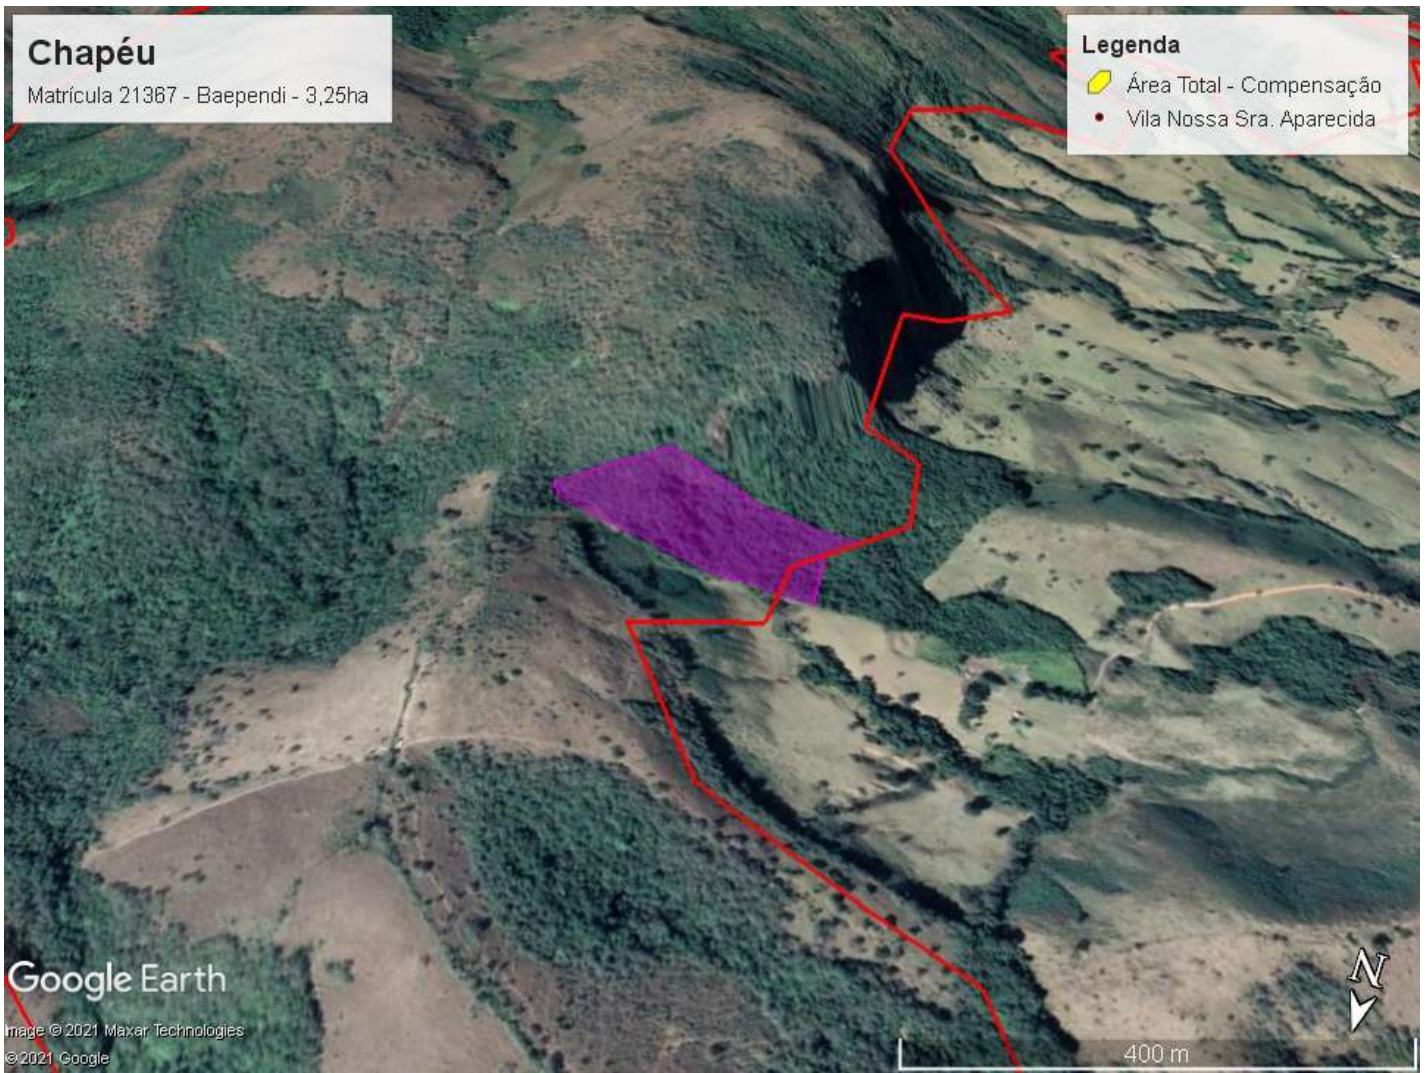 Chapéu
Matrícula 21367 - Baependi - 3,25ha
Legenda
Área Total - Compensação
Vila Nossa Sra. Aparecida
Google Earth
mage © 2021 Maxar Technologies
© 2021 Google
N
400 m